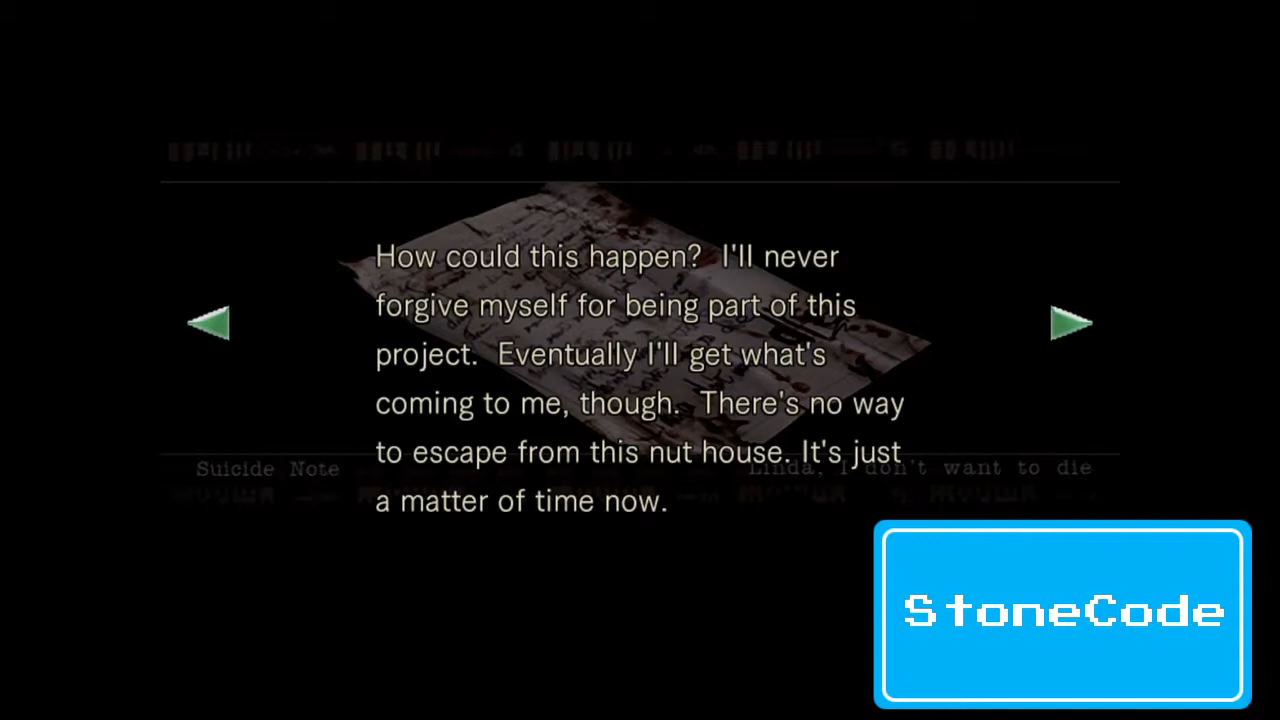 How could this happen?  I'll never
forgive myself for being part of this
project.  Eventually I'll get what's
coming to me, though.  There's no way
to escape from this nut house. It's just
a matter of time now.
Suicide Note
Linda, I don't want to die
StoneCode